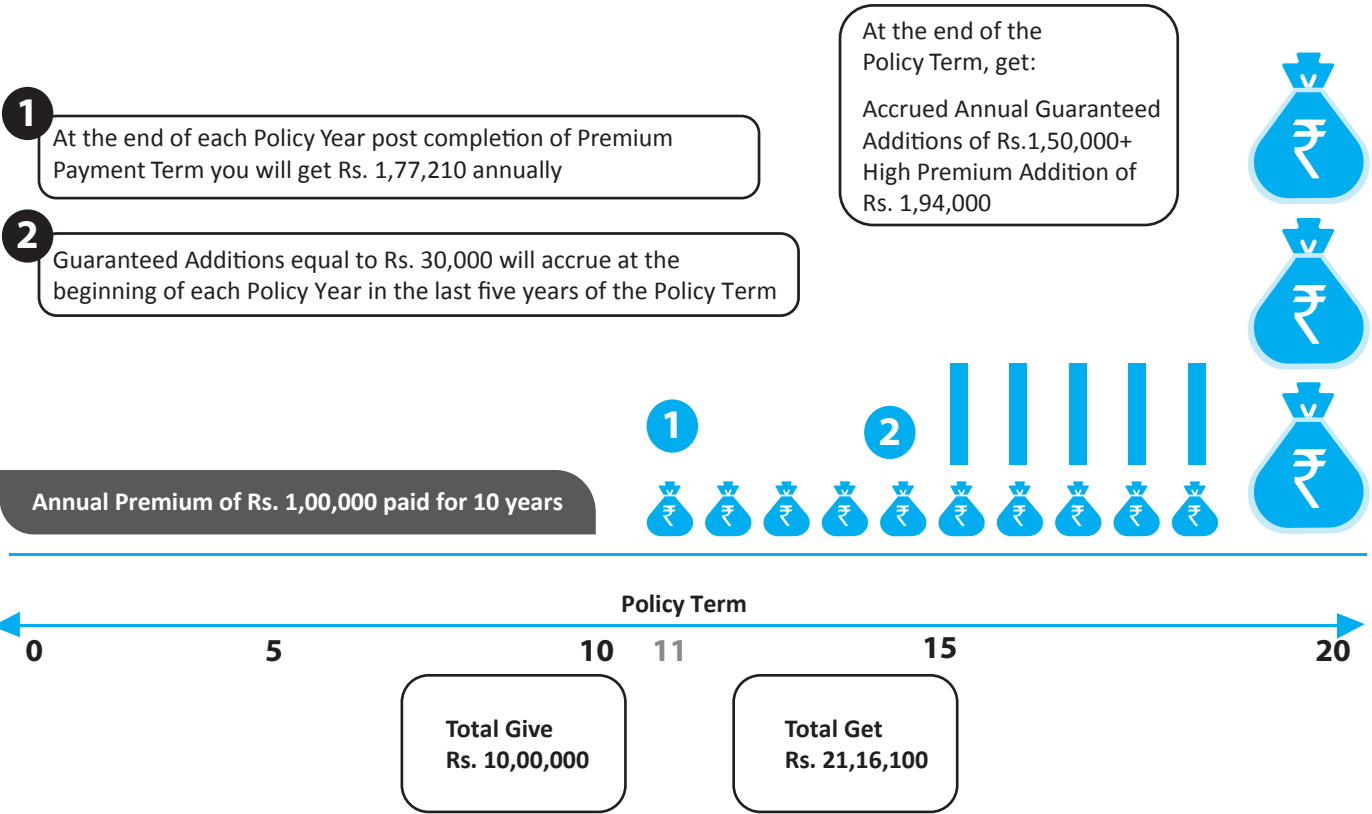 1
At the end of each Policy Year post completion of Premium
Payment Term you will get Rs. 1,77,210 annually
2
Guaranteed Additions equal to Rs. 30,000 will accrue at the
beginning of each Policy Year in the last five years of the Policy Term
At the end of the
Policy Term, get:
Accrued Annual Guaranteed
Additions of Rs.1,50,000+
High Premium Addition of
Rs. 1,94,000
₹
₹
₹
1
2
Annual Premium of Rs. 1,00,000 paid for 10 years
₹ ₹ ₹ ₹ ₹ ₹ ₹ ₹ ₹ ₹
Policy Term
0 5 10 11 15 20
Total Give
Rs. 10,00,000
Total Get
Rs. 21,16,100